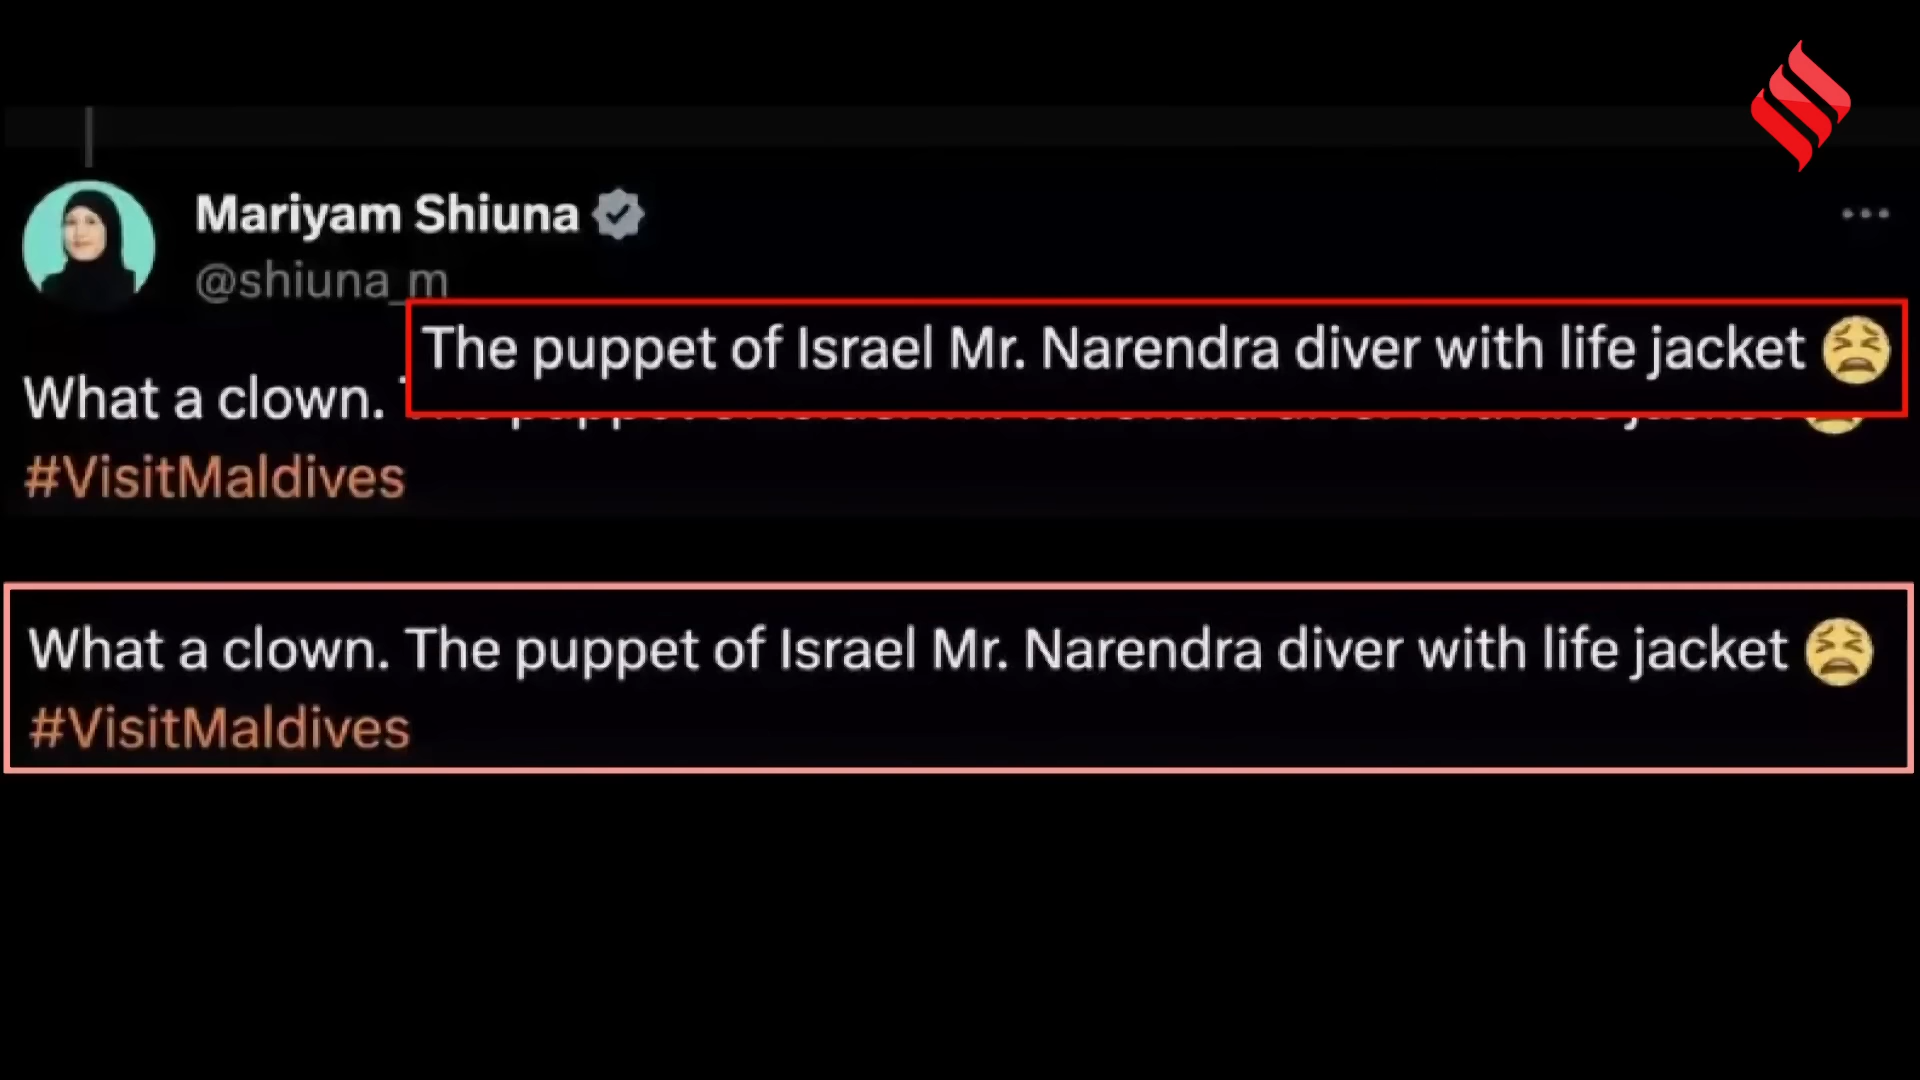 Mariyam Shiuna
@shiuna_m
The puppet of Israel Mr. Narendra diver with life jacket 😫
What a clown.
#VisitMaldives
What a clown. The puppet of Israel Mr. Narendra diver with life jacket 😫
#VisitMaldives